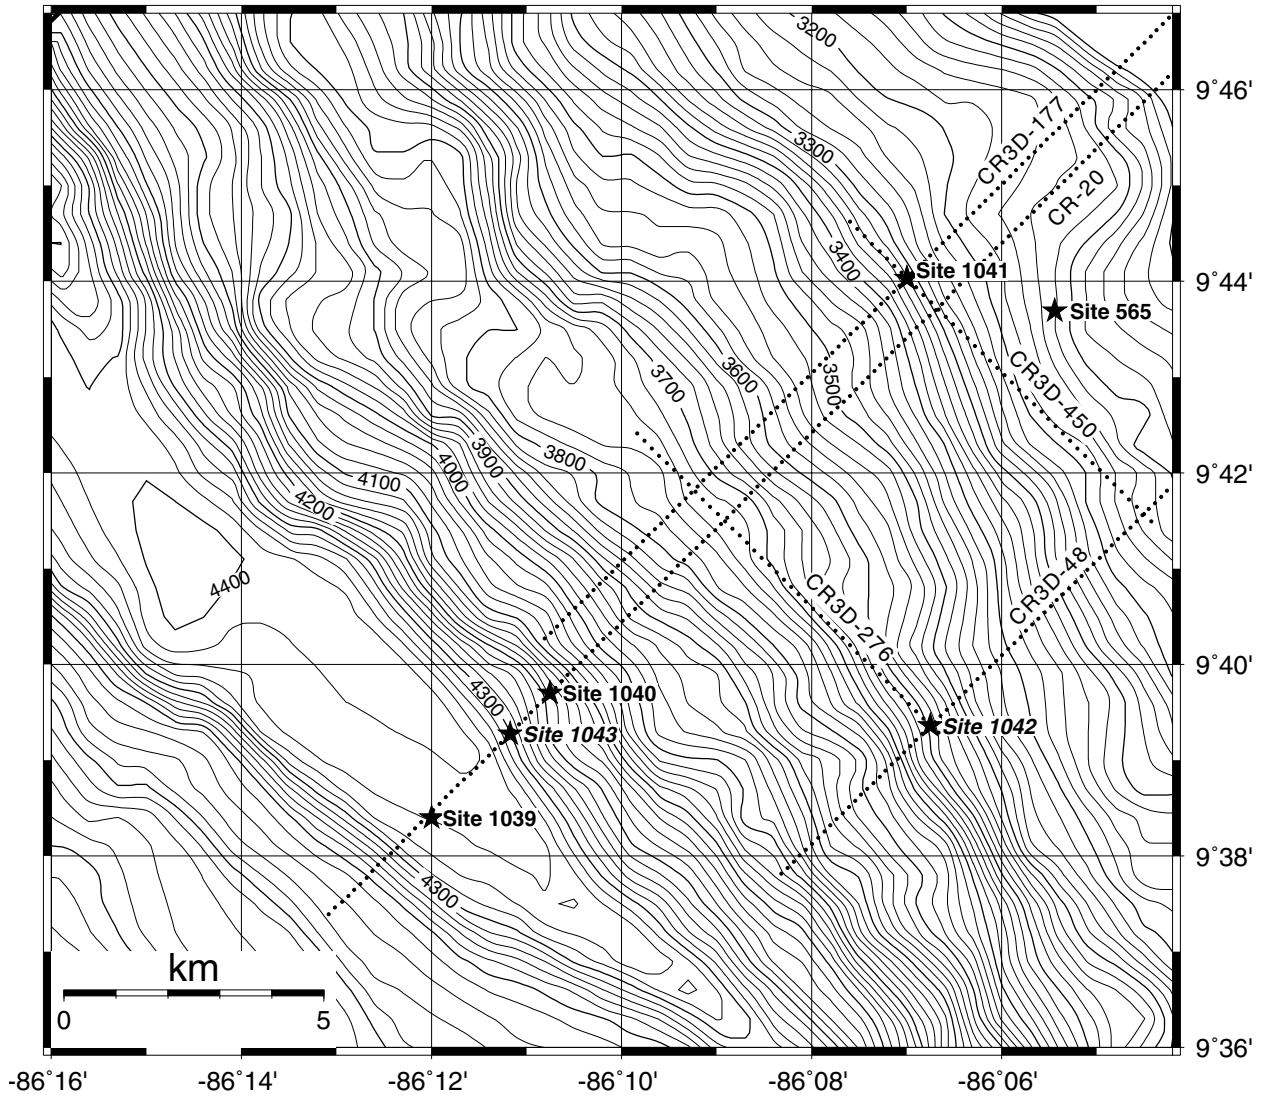 3200
9°46'
CR3D-177
3300
CR-20
3400
Site 1041
9°44'
Site 565
3700
3600
3500
CR3D-450
3900
3800
4000
9°42'
4100
4200
4400
CR3D-276
CR3D-48
9°40'
4300
Site 1040
Site 1043
Site 1042
Site 1039
9°38'
4300
km
0 5
9°36'
-86°16' -86°14' -86°12' -86°10' -86°08' -86°06'